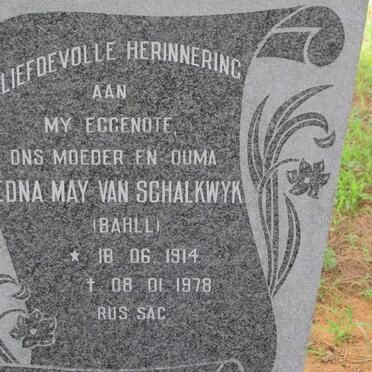 LIEFDEVOLLE HERINNERING
AAN
MY EGGENOTE,
ONS MOEDER EN OUMA
EDNA MAY VAN SCHALKWYK
(BAHLL)
★ 18.06.1914
† 08.01.1978
RUS SAG